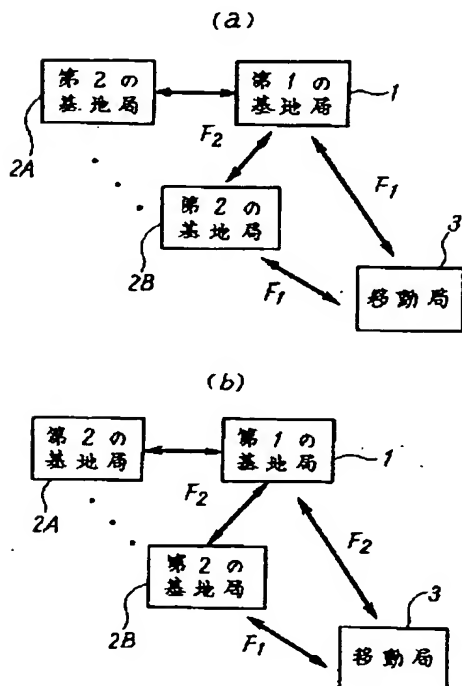 (a)
第2の
基地局
第1の
基地局
1
2A
F2
F1
第2の
基地局
3
2B
F1
移動局
(b)
第2の
基地局
第1の
基地局
1
2A
F2
F2
第2の
基地局
3
2B
F1
移動局